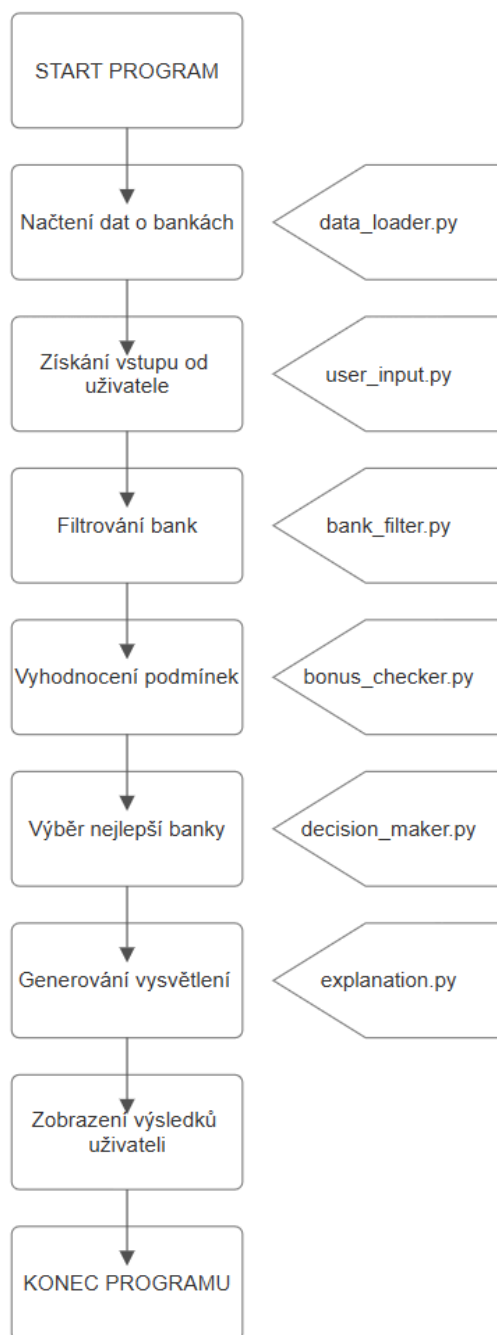 START PROGRAM
Načtení dat o bankách
data_loader.py
Získání vstupu od
uživatele
user_input.py
Filtrování bank
bank_filter.py
Vyhodnocení podmínek
bonus_checker.py
Výběr nejlepší banky
decision_maker.py
Generování vysvětlení
explanation.py
Zobrazení výsledků
uživateli
KONEC PROGRAMU